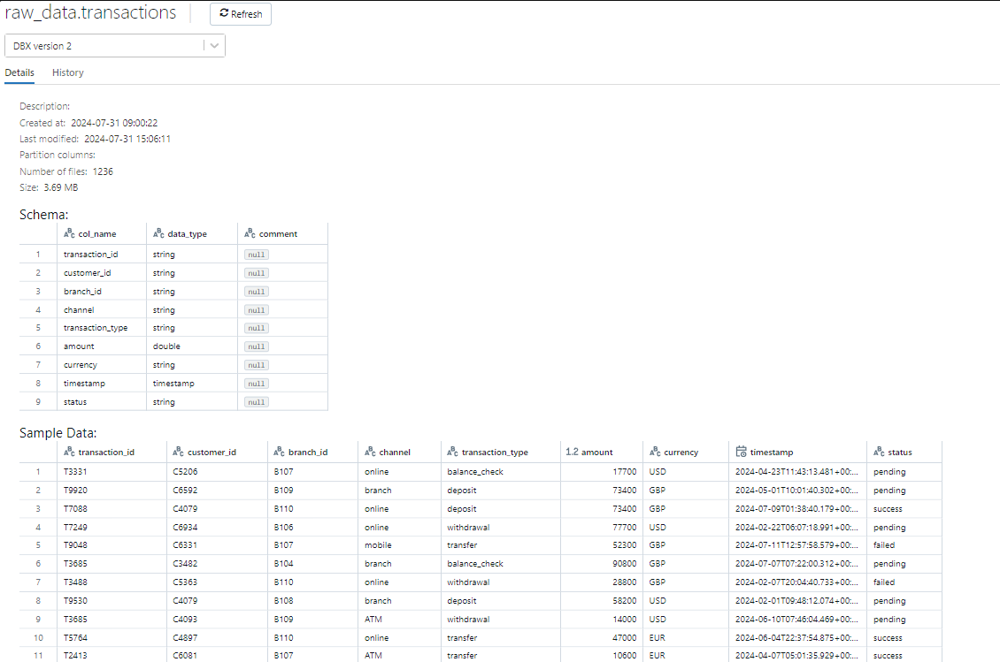 raw_data.transactions Refresh
DBX version 2
Details History
Description:
Created at: 2024-07-31 09:00:22
Last modified: 2024-07-31 15:06:11
Partition columns:
Number of files: 1236
Size: 3.69 MB
Schema:
ABC col_name ABC data_type ABC comment
1 transaction_id string null
2 customer_id string null
3 branch_id string null
4 channel string null
5 transaction_type string null
6 amount double null
7 currency string null
8 timestamp timestamp null
9 status string null
Sample Data:
ABC transaction_id ABC customer_id ABC branch_id ABC channel ABC transaction_type 1.2 amount ABC currency timestamp ABC status
1 T3331 C5206 B107 online balance_check 17700 USD 2024-04-23T11:43:13.481+00:... pending
2 T9920 C6592 B109 branch deposit 73400 GBP 2024-05-01T10:01:40.302+00:... pending
3 T7088 C4079 B110 online deposit 73400 GBP 2024-07-09T01:38:40.179+00:... success
4 T7249 C6934 B106 online withdrawal 77700 USD 2024-02-22T06:07:18.991+00:... pending
5 T9048 C6331 B107 mobile transfer 52300 GBP 2024-07-11T12:57:58.579+00:... failed
6 T3685 C3482 B104 branch balance_check 90800 GBP 2024-07-07T07:22:00.312+00:... pending
7 T3488 C5363 B110 online withdrawal 28800 GBP 2024-02-07T20:04:40.733+00:... failed
8 T9530 C4079 B108 branch deposit 58200 USD 2024-02-01T09:48:12.074+00:... pending
9 T3685 C4093 B109 ATM withdrawal 14000 USD 2024-06-10T07:46:04.469+00:... pending
10 T5764 C4897 B110 online transfer 47000 EUR 2024-06-04T22:37:54.875+00:... success
11 T2413 C6081 B107 ATM transfer 10600 EUR 2024-04-07T05:01:35.929+00:... success